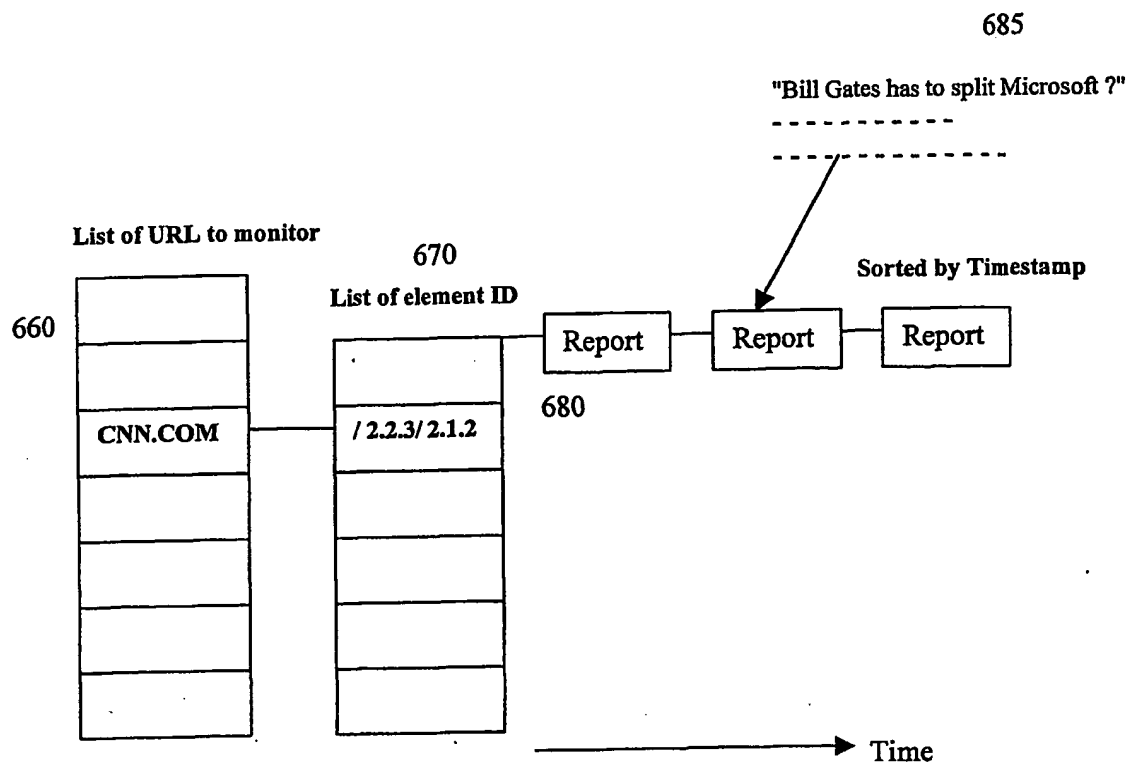 685
"Bill Gates has to split Microsoft ?"
List of URL to monitor
670
Sorted by Timestamp
List of element ID
660
Report
Report
Report
680
CNN.COM
/ 2.2.3/ 2.1.2
Time